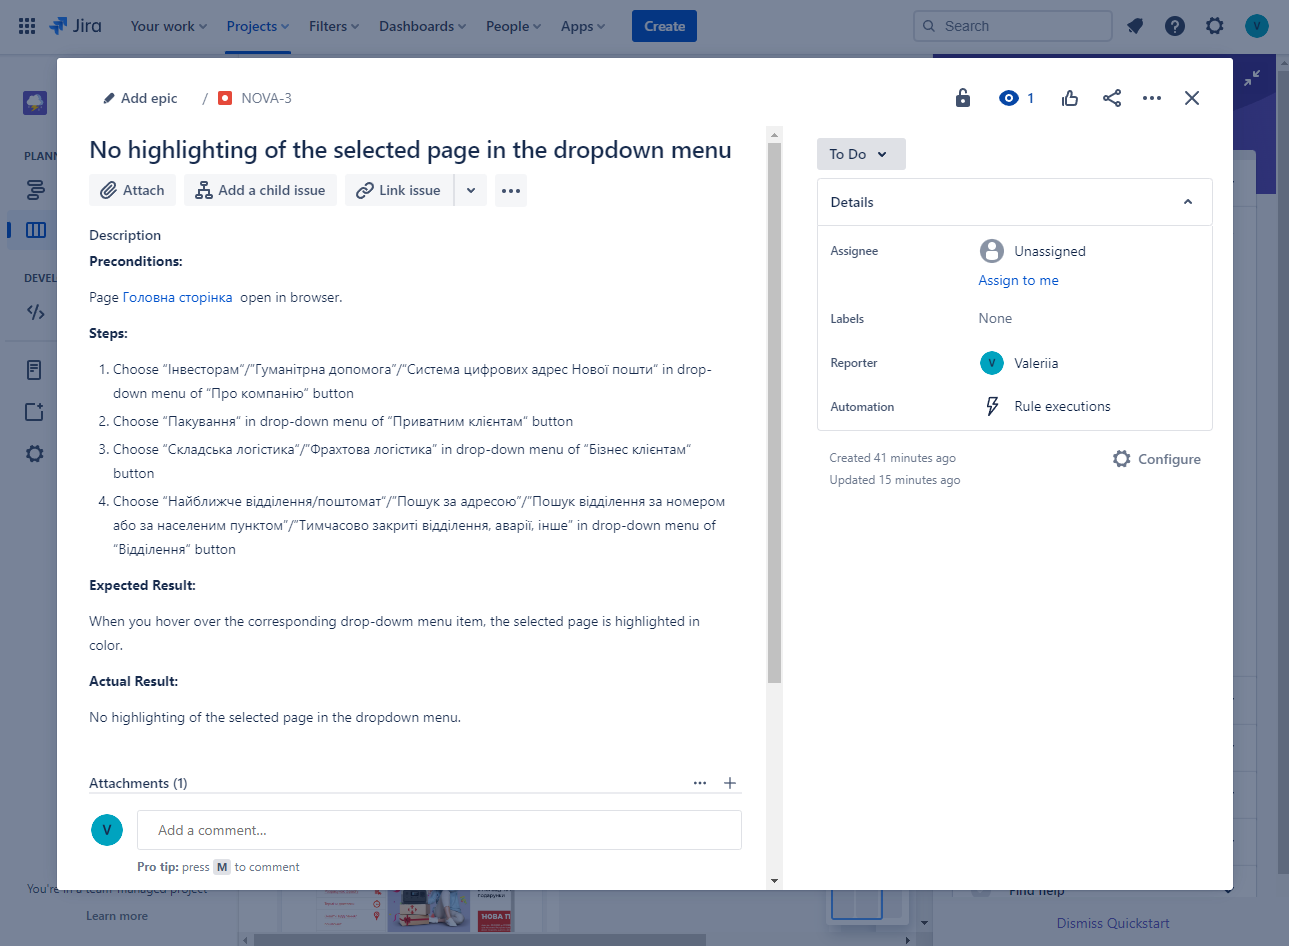 Jira
Your work
Projects
Filters
Dashboards
People
Apps
Create
Search
V
PLANN
DEVEL
Add epic
/
NOVA-3
1
No highlighting of the selected page in the dropdown menu
Attach
Add a child issue
Link issue
Description
Preconditions:
Page Головна сторінка open in browser.
Steps:
1. Choose “Інвесторам“/“Гуманітрна допомога“/“Система цифрових адрес Нової пошти“ in drop-
down menu of “Про компанію“ button
2. Choose “Пакування“ in drop-down menu of “Приватним клієнтам“ button
3. Choose “Складська логістика“/“Фрахтова логістика” in drop-down menu of “Бізнес клієнтам“
button
4. Choose “Найближче відділення/поштомат“/“Пошук за адресою”/“Пошук відділення за номером
або за населеним пунктом”/“Тимчасово закриті відділення, аварії, інше” in drop-down menu of
“Відділення“ button
Expected Result:
When you hover over the corresponding drop-dowm menu item, the selected page is highlighted in
color.
Actual Result:
No highlighting of the selected page in the dropdown menu.
Attachments (1)
V
Add a comment...
Pro tip: press M to comment
To Do
Details
Assignee
Unassigned
Assign to me
Labels
None
Reporter
V
Valeriia
Automation
Rule executions
Created 41 minutes ago
Updated 15 minutes ago
Configure
You're in a team-managed project
Learn more
НОВА П
Find help
Dismiss Quickstart